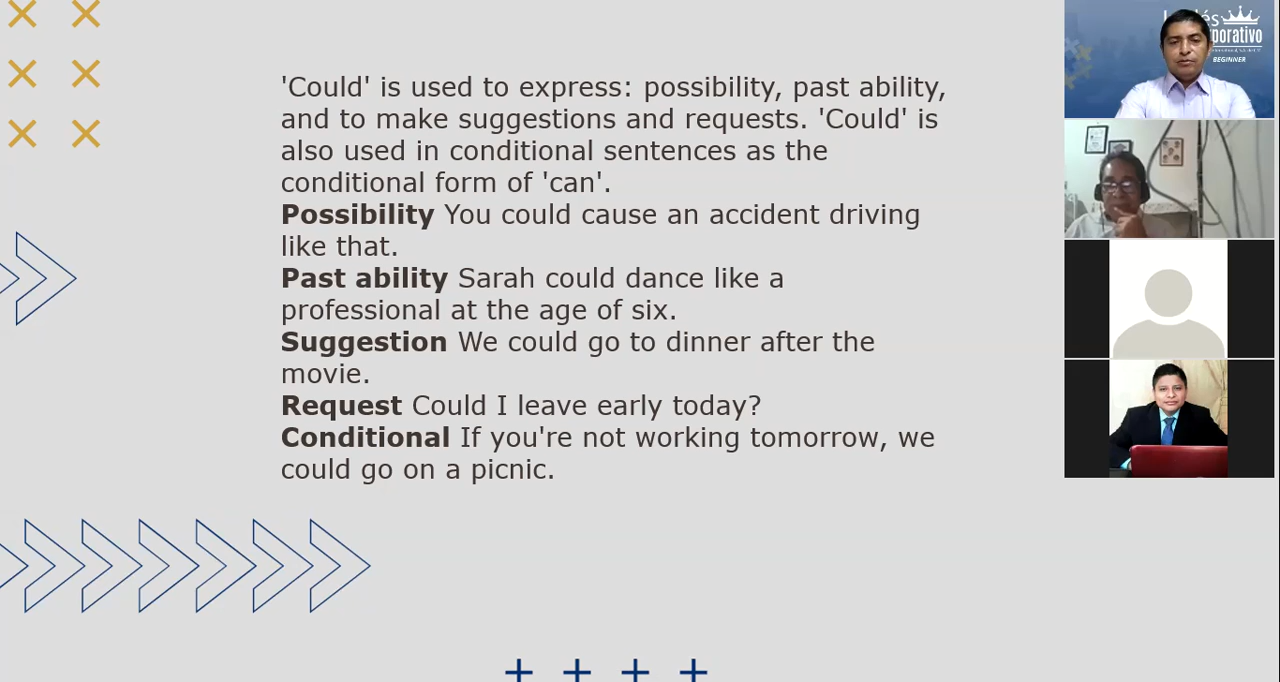 'Could' is used to express: possibility, past ability,
and to make suggestions and requests. 'Could' is
also used in conditional sentences as the
conditional form of 'can'.
Possibility You could cause an accident driving
like that.
Past ability Sarah could dance like a
professional at the age of six.
Suggestion We could go to dinner after the
movie.
Request Could I leave early today?
Conditional If you're not working tomorrow, we
could go on a picnic.
BEGINNER